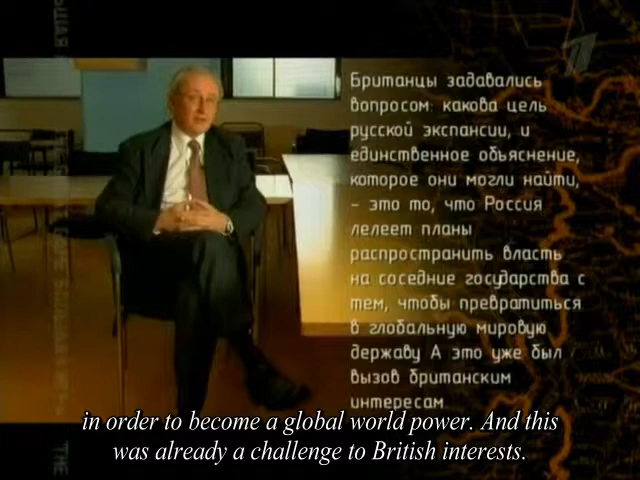 Британцы задавались
вопросом: какова цель
русской экспансии, и
единственное объяснение,
которое они могли найти,
- это то, что Россия
лелеет планы
распространить власть
на соседние государства с
тем, чтобы превратиться
в глобальную мировую
державу А это уже был
вызов британским
интересам
in order to become a global world power. And this
was already a challenge to British interests.